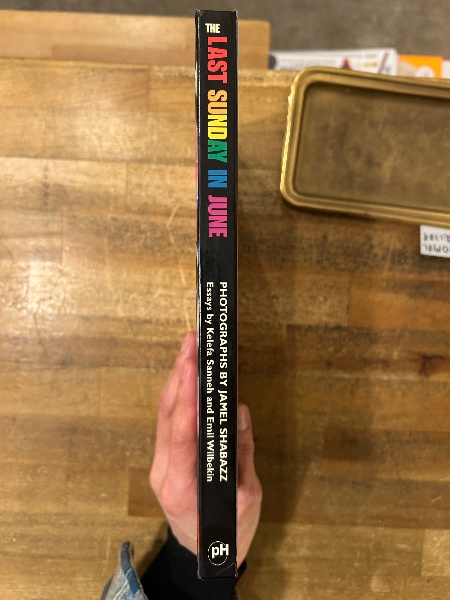 THE LAST SUNDAY IN JUNE
PHOTOGRAPHS BY JAMEL SHABAZZ
Essays by Kelefa Sanneh and Emil Wilbekin
pH